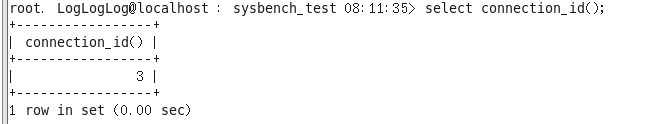 root. LogLogLog@localhost : sysbench_test 08:11:35> select connection_id();
+-----------------+
| connection_id() |
+-----------------+
|               3 |
+-----------------+
1 row in set (0.00 sec)